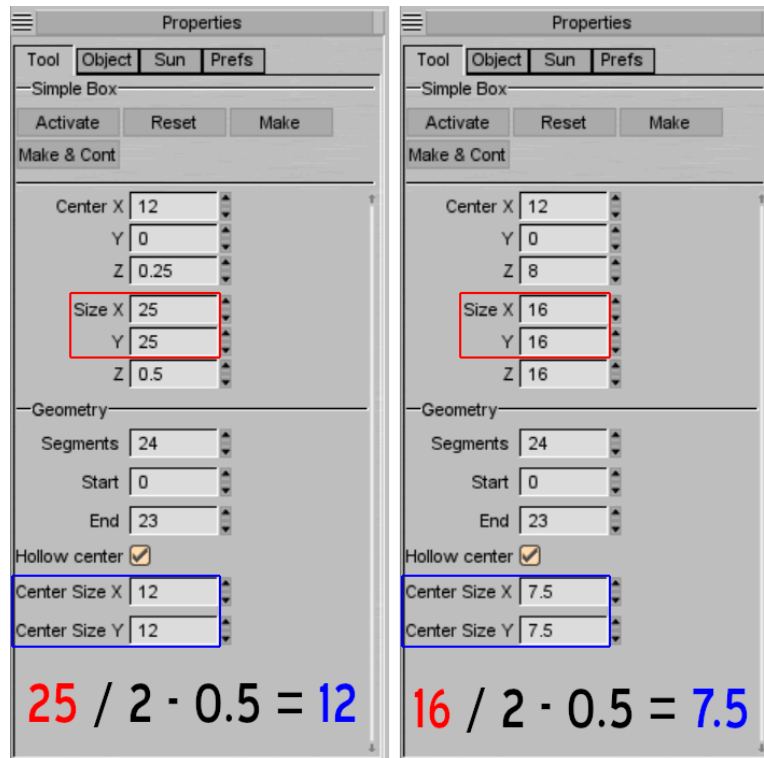 Properties
Tool Object Sun Prefs
Simple Box
Activate Reset Make
Make & Cont
Center X 12
Y 0
Z 0.25
Size X 25
Y 25
Z 0.5
Geometry
Segments 24
Start 0
End 23
Hollow center
Center Size X 12
Center Size Y 12
25 / 2 - 0.5 = 12
Properties
Tool Object Sun Prefs
Simple Box
Activate Reset Make
Make & Cont
Center X 12
Y 0
Z 8
Size X 16
Y 16
Z 16
Geometry
Segments 24
Start 0
End 23
Hollow center
Center Size X 7.5
Center Size Y 7.5
16 / 2 - 0.5 = 7.5